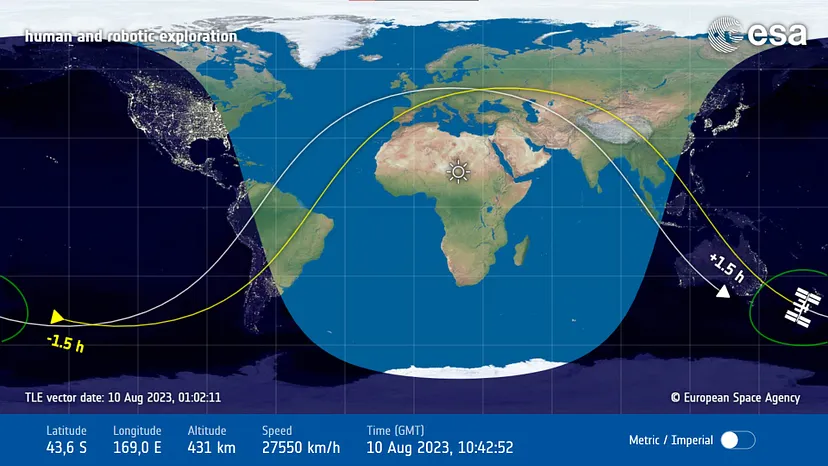 human and robotic exploration
esa
+1.5 h
-1.5 h
TLE vector date: 10 Aug 2023, 01:02:11
© European Space Agency
Latitude
43,6 S
Longitude
169,0 E
Altitude
431 km
Speed
27550 km/h
Time (GMT)
10 Aug 2023, 10:42:52
Metric / Imperial